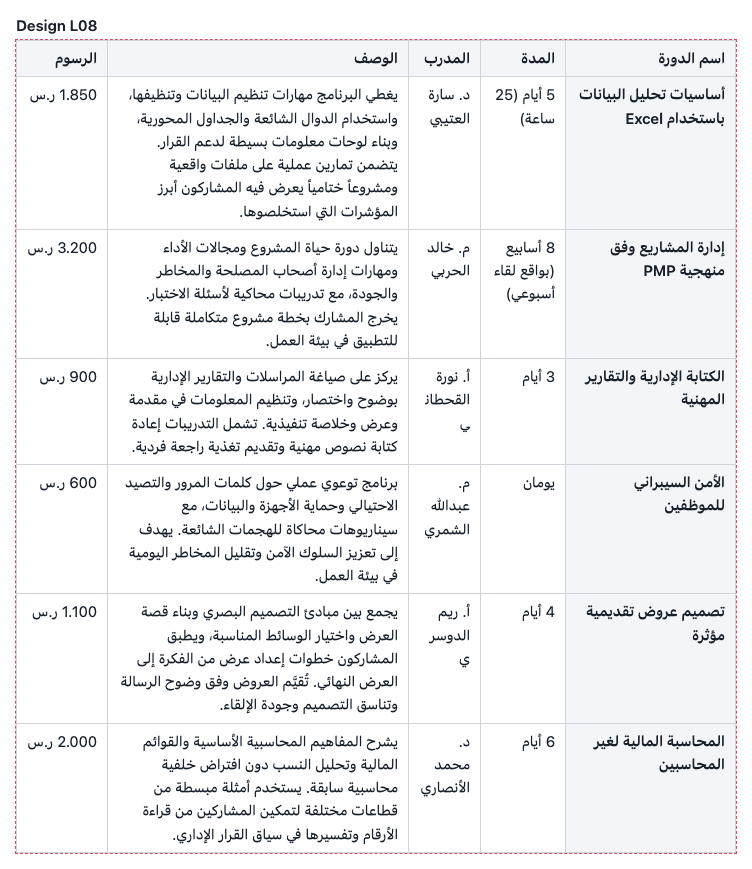 Design L08
اسم الدورة المدة المدرب الوصف الرسوم
أساسيات تحليل البيانات
باستخدام Excel
5 أيام (25
ساعة)
د. سارة
العتيبي
يغطي البرنامج مهارات تنظيم البيانات وتنظيفها،
واستخدام الدوال الشائعة والجداول المحورية،
وبناء لوحات معلومات بسيطة لدعم القرار.
يتضمن تمارين عملية على ملفات واقعية
ومشروعاً ختامياً يعرض فيه المشاركون أبرز
المؤشرات التي استخلصوها.
1.850 ر.س
إدارة المشاريع وفق
منهجية PMP
8 أسابيع
(بواقع لقاء
أسبوعي)
م. خالد
الحربي
يتناول دورة حياة المشروع ومجالات الأداء
ومهارات إدارة أصحاب المصلحة والمخاطر
والجودة، مع تدريبات محاكية لأسئلة الاختبار.
يخرج المشارك بخطة مشروع متكاملة قابلة
للتطبيق في بيئة العمل.
3.200 ر.س
الكتابة الإدارية والتقارير
المهنية
3 أيام
أ. نورة
القحطان
ي
يركز على صياغة المراسلات والتقارير الإدارية
بوضوح واختصار، وتنظيم المعلومات في مقدمة
وعرض وخلاصة تنفيذية. تشمل التدريبات إعادة
كتابة نصوص مهنية وتقديم تغذية راجعة فردية.
900 ر.س
الأمن السيبراني
للموظفين
يومان
م.
عبدالله
الشمري
برنامج توعوي عملي حول كلمات المرور والتصيد
الاحتيالي وحماية الأجهزة والبيانات، مع
سيناريوهات محاكاة للهجمات الشائعة. يهدف
إلى تعزيز السلوك الآمن وتقليل المخاطر اليومية
في بيئة العمل.
600 ر.س
تصميم عروض تقديمية
مؤثرة
4 أيام
أ. ريم
الدوسر
ي
يجمع بين مبادئ التصميم البصري وبناء قصة
العرض واختيار الوسائط المناسبة، ويطبق
المشاركون خطوات إعداد عرض من الفكرة إلى
العرض النهائي. تُقيَّم العروض وفق وضوح الرسالة
وتناسق التصميم وجودة الإلقاء.
1.100 ر.س
المحاسبة المالية لغير
المحاسبين
6 أيام
د.
محمد
الأنصاري
يشرح المفاهيم المحاسبية الأساسية والقوائم
المالية وتحليل النسب دون افتراض خلفية
محاسبية سابقة. يستخدم أمثلة مبسطة من
قطاعات مختلفة لتمكين المشاركين من قراءة
الأرقام وتفسيرها في سياق القرار الإداري.
2.000 ر.س